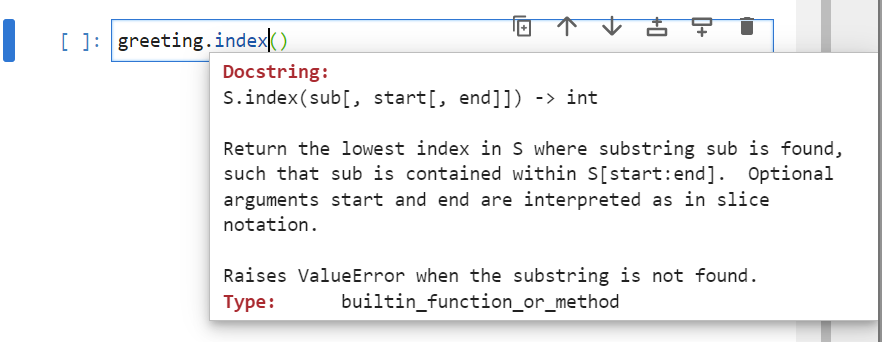 [ ]: greeting.index()
Docstring:
S.index(sub[, start[, end]]) -> int
Return the lowest index in S where substring sub is found,
such that sub is contained within S[start:end].  Optional
arguments start and end are interpreted as in slice
notation.
Raises ValueError when the substring is not found.
Type:      builtin_function_or_method